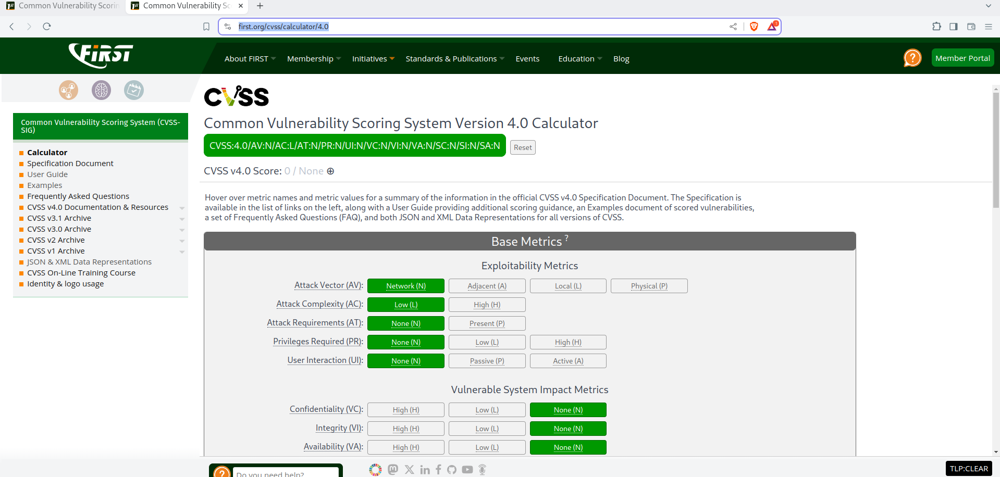 Common Vulnerability Scorin
Common Vulnerability Sc
first.org/cvss/calculator/4.0
1
FiRST
About FIRST
Membership
Initiatives
Standards & Publications
Events
Education
Blog
?
Member Portal
CVSS
Common Vulnerability Scoring System (CVSS-
SIG)
Calculator
Specification Document
User Guide
Examples
Frequently Asked Questions
CVSS v4.0 Documentation & Resources
CVSS v3.1 Archive
CVSS v3.0 Archive
CVSS v2 Archive
CVSS v1 Archive
JSON & XML Data Representations
CVSS On-Line Training Course
Identity & logo usage
Common Vulnerability Scoring System Version 4.0 Calculator
CVSS:4.0/AV:N/AC:L/AT:N/PR:N/UI:N/VC:N/VI:N/VA:N/SC:N/SI:N/SA:N
Reset
CVSS v4.0 Score: 0 / None ⊕
Hover over metric names and metric values for a summary of the information in the official CVSS v4.0 Specification Document. The Specification is
available in the list of links on the left, along with a User Guide providing additional scoring guidance, an Examples document of scored vulnerabilities,
a set of Frequently Asked Questions (FAQ), and both JSON and XML Data Representations for all versions of CVSS.
Base Metrics ?
Exploitability Metrics
Attack Vector (AV): Network (N) Adjacent (A) Local (L) Physical (P)
Attack Complexity (AC): Low (L) High (H)
Attack Requirements (AT): None (N) Present (P)
Privileges Required (PR): None (N) Low (L) High (H)
User Interaction (UI): None (N) Passive (P) Active (A)
Vulnerable System Impact Metrics
Confidentiality (VC): High (H) Low (L) None (N)
Integrity (VI): High (H) Low (L) None (N)
Availability (VA): High (H) Low (L) None (N)
? Do you need help?
TLP:CLEAR